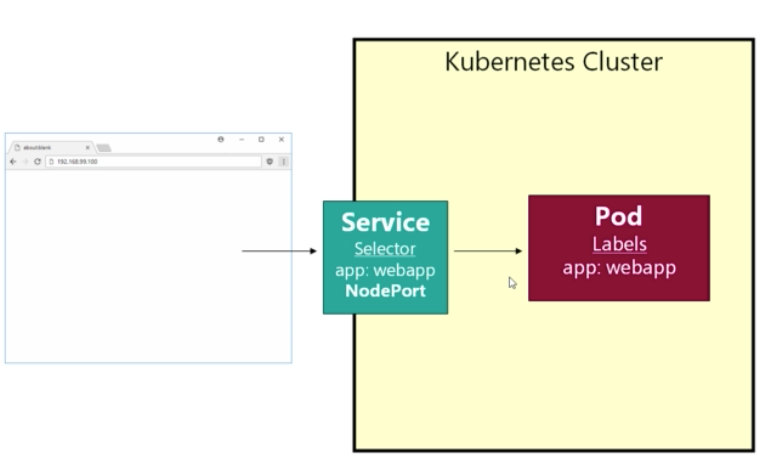 Kubernetes Cluster
about:blank
192.168.99.100
Service
Selector
app: webapp
NodePort
Pod
Labels
app: webapp